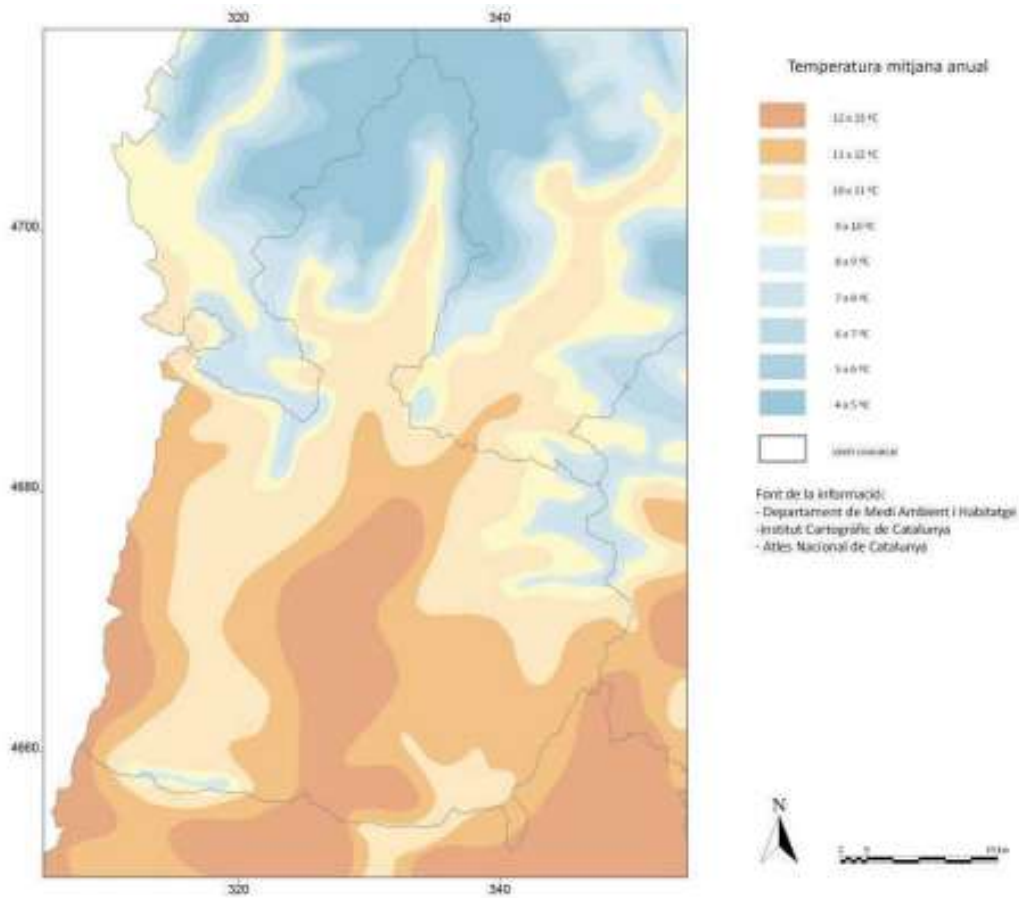 320 340
Temperatura mitjana anual
12 a 15 ºC
11 a 12 ºC
10 a 11 ºC
4700
9 a 10 ºC
8 a 9 ºC
7 a 8 ºC
6 a 7 ºC
5 a 6 ºC
4 a 5 ºC
4680
Font de la informació:
- Departament de Medi Ambient i Habitatge
-Institut Cartogràfic de Catalunya
- Atles Nacional de Catalunya
4660
N
320 340